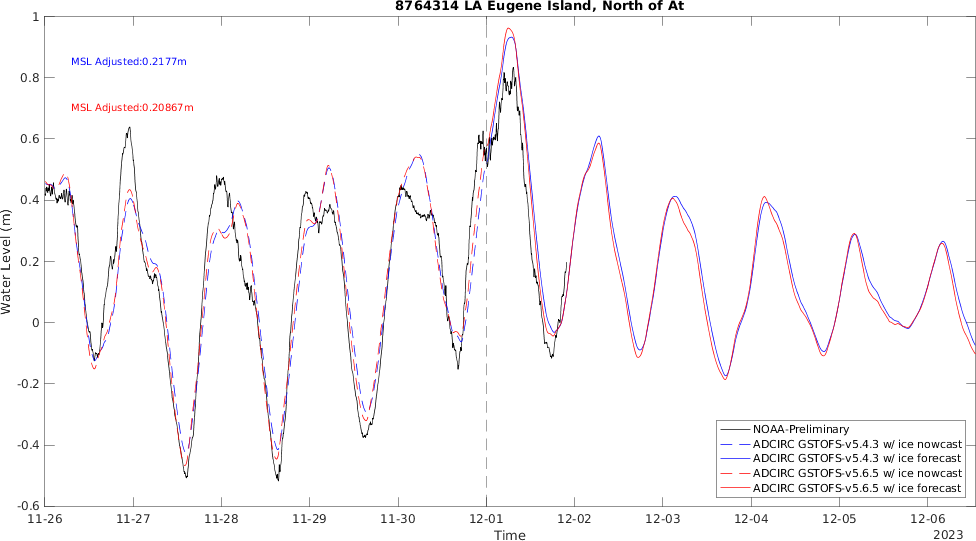 8764314 LA Eugene Island, North of At
MSL Adjusted:0.2177m
MSL Adjusted:0.20867m
Water Level (m)
1
0.8
0.6
0.4
0.2
0
-0.2
-0.4
-0.6
11-26
11-27
11-28
11-29
11-30
12-01
12-02
12-03
12-04
12-05
12-06
Time
2023
NOAA-Preliminary
ADCIRC GSTOFS-v5.4.3 w/ ice nowcast
ADCIRC GSTOFS-v5.4.3 w/ ice forecast
ADCIRC GSTOFS-v5.6.5 w/ ice nowcast
ADCIRC GSTOFS-v5.6.5 w/ ice forecast